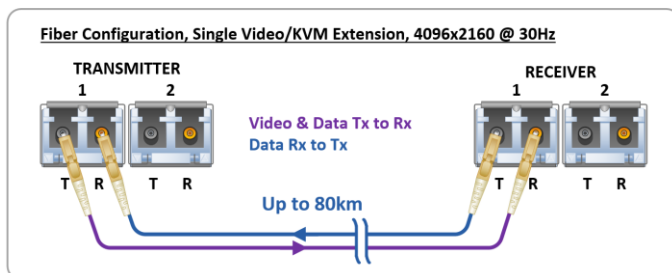 Fiber Configuration, Single Video/KVM Extension, 4096x2160 @ 30Hz
TRANSMITTER
1 2
RECEIVER
1 2
Video & Data Tx to Rx
Data Rx to Tx
T R T R
T R T R
Up to 80km